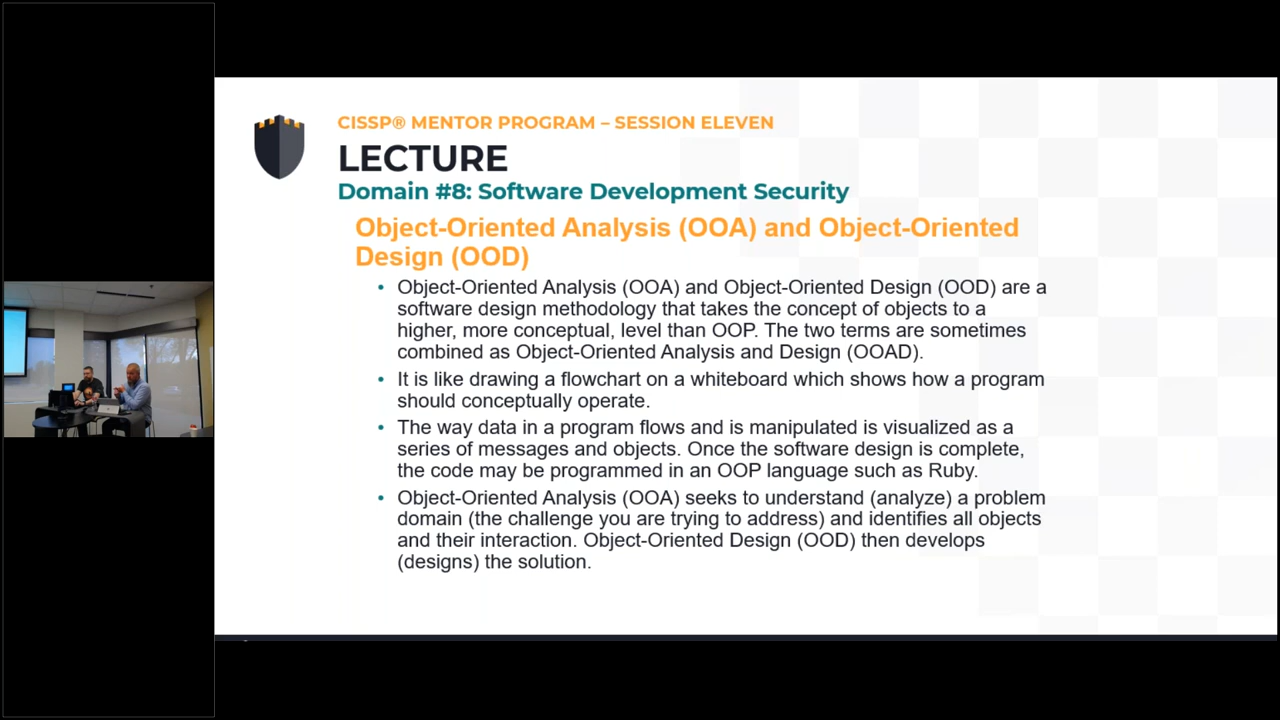 CISSP® MENTOR PROGRAM – SESSION ELEVEN
LECTURE
Domain #8: Software Development Security
Object-Oriented Analysis (OOA) and Object-Oriented
Design (OOD)
• Object-Oriented Analysis (OOA) and Object-Oriented Design (OOD) are a
software design methodology that takes the concept of objects to a
higher, more conceptual, level than OOP. The two terms are sometimes
combined as Object-Oriented Analysis and Design (OOAD).
• It is like drawing a flowchart on a whiteboard which shows how a program
should conceptually operate.
• The way data in a program flows and is manipulated is visualized as a
series of messages and objects. Once the software design is complete,
the code may be programmed in an OOP language such as Ruby.
• Object-Oriented Analysis (OOA) seeks to understand (analyze) a problem
domain (the challenge you are trying to address) and identifies all objects
and their interaction. Object-Oriented Design (OOD) then develops
(designs) the solution.